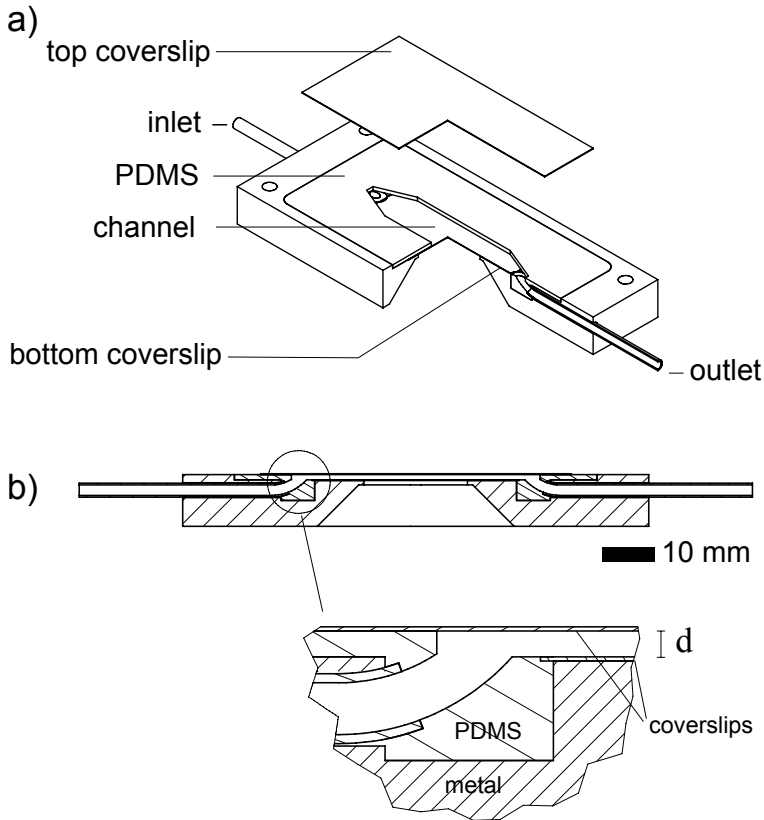 a)
top coverslip
inlet
PDMS
channel
bottom coverslip
outlet
b)
10 mm
d
coverslips
PDMS
metal